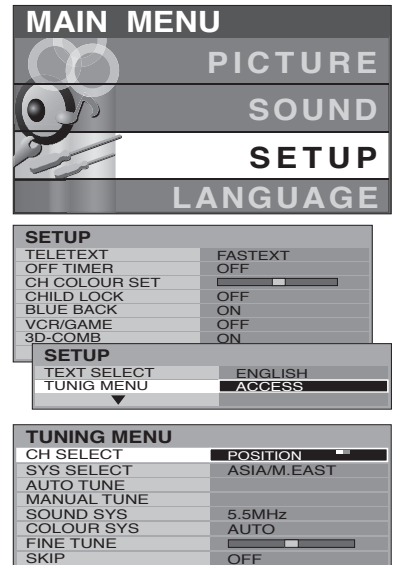 MAIN MENU
PICTURE
SOUND
SETUP
LANGUAGE
SETUP
TELETEXT FASTEXT
OFF TIMER OFF
CH COLOUR SET
CHILD LOCK OFF
BLUE BACK ON
VCR/GAME OFF
3D-COMB ON
SETUP
TEXT SELECT ENGLISH
TUNIG MENU ACCESS
TUNING MENU
CH SELECT POSITION
SYS SELECT ASIA/M.EAST
AUTO TUNE
MANUAL TUNE
SOUND SYS 5.5MHz
COLOUR SYS AUTO
FINE TUNE
SKIP OFF